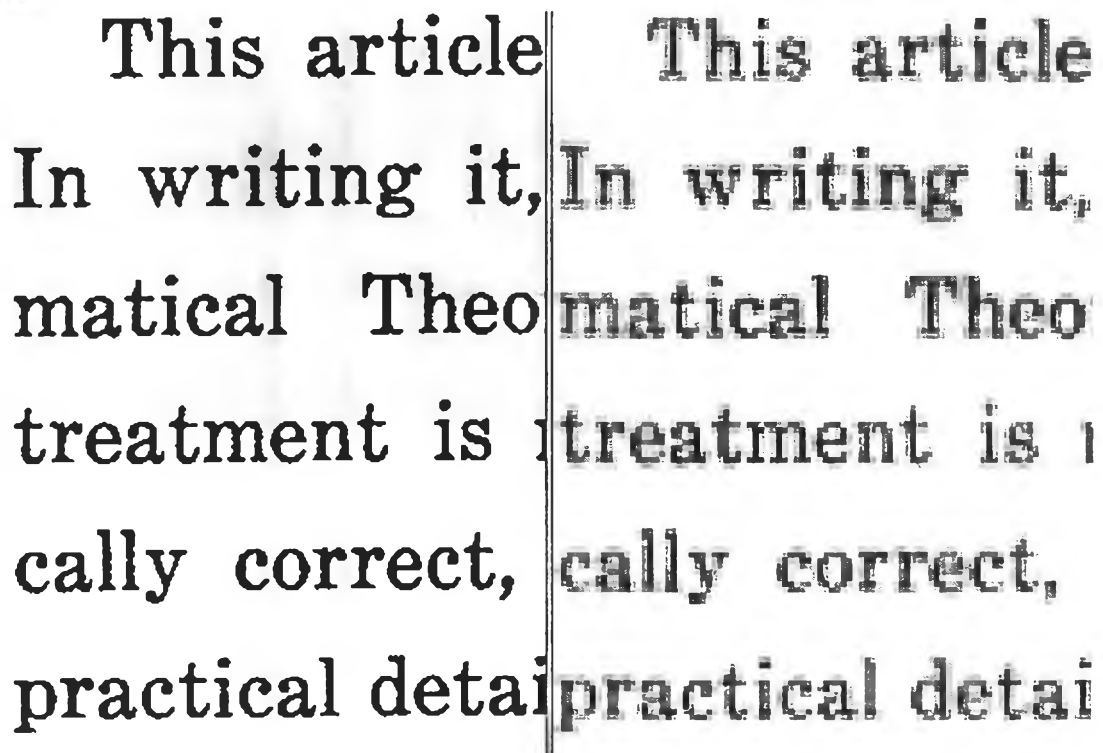 This article
In writing it,
matical Theo
treatment is
cally correct,
practical detai
This article
In writing it,
matical Theo
treatment is
cally correct,
practical detai